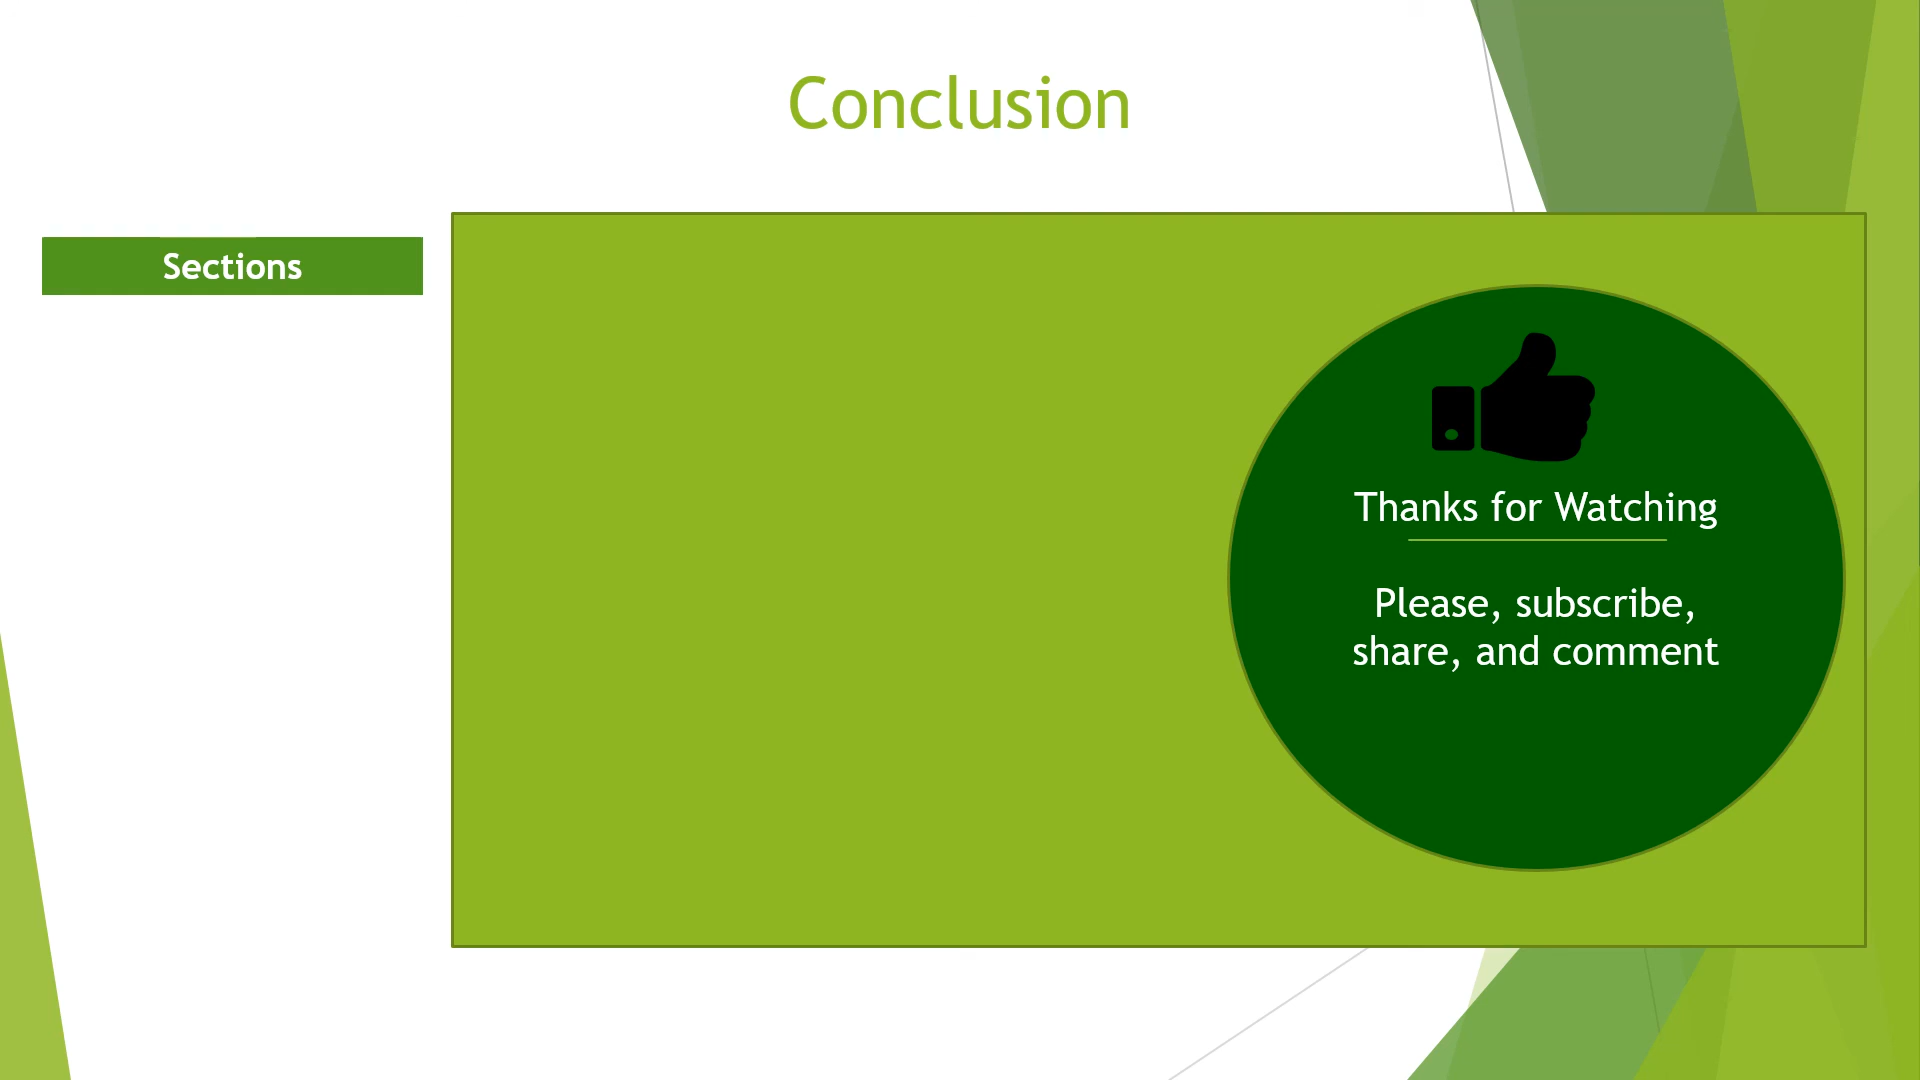 Conclusion
Sections
Thanks for Watching
Please, subscribe,
share, and comment